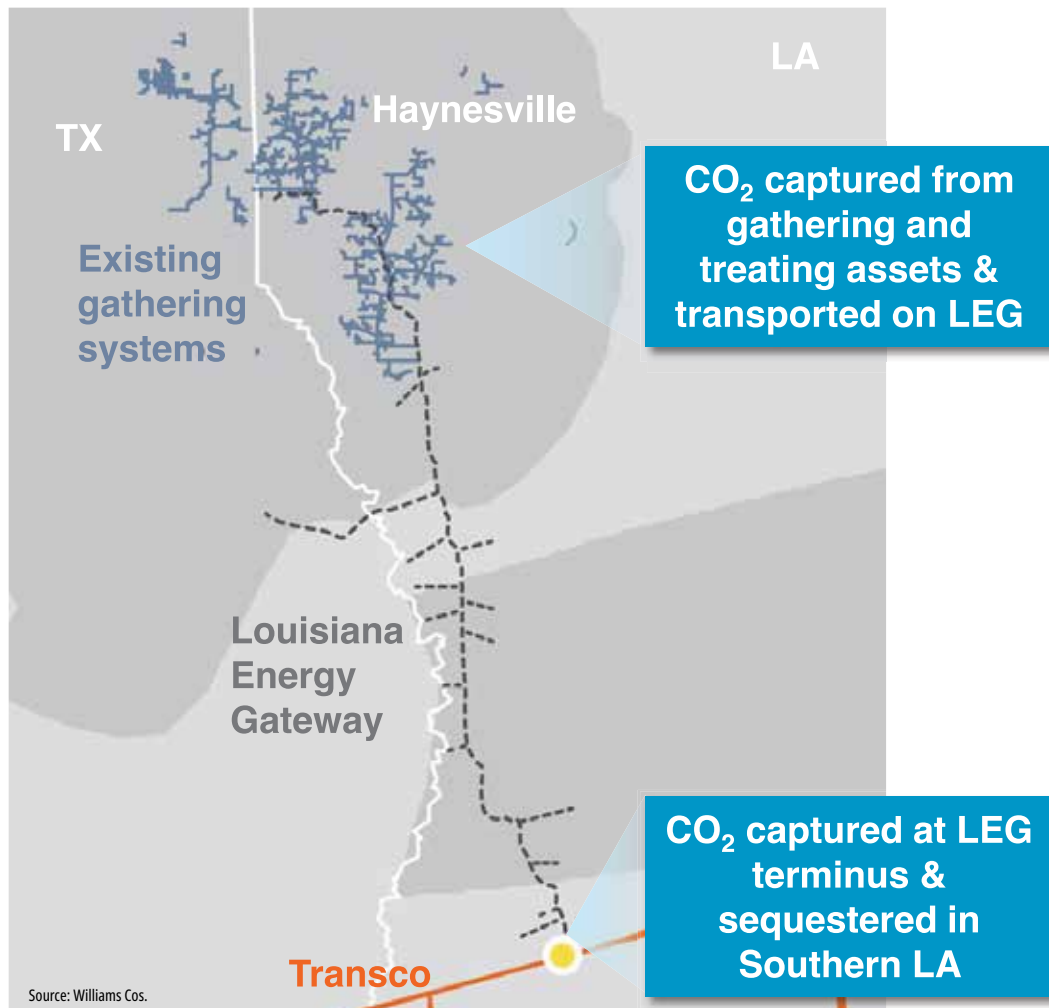 LA
TX
Haynesville
CO₂ captured from
gathering and
treating assets &
transported on LEG
Existing
gathering
systems
Louisiana
Energy
Gateway
CO₂ captured at LEG
terminus &
sequestered in
Southern LA
Transco
Source: Williams Cos.